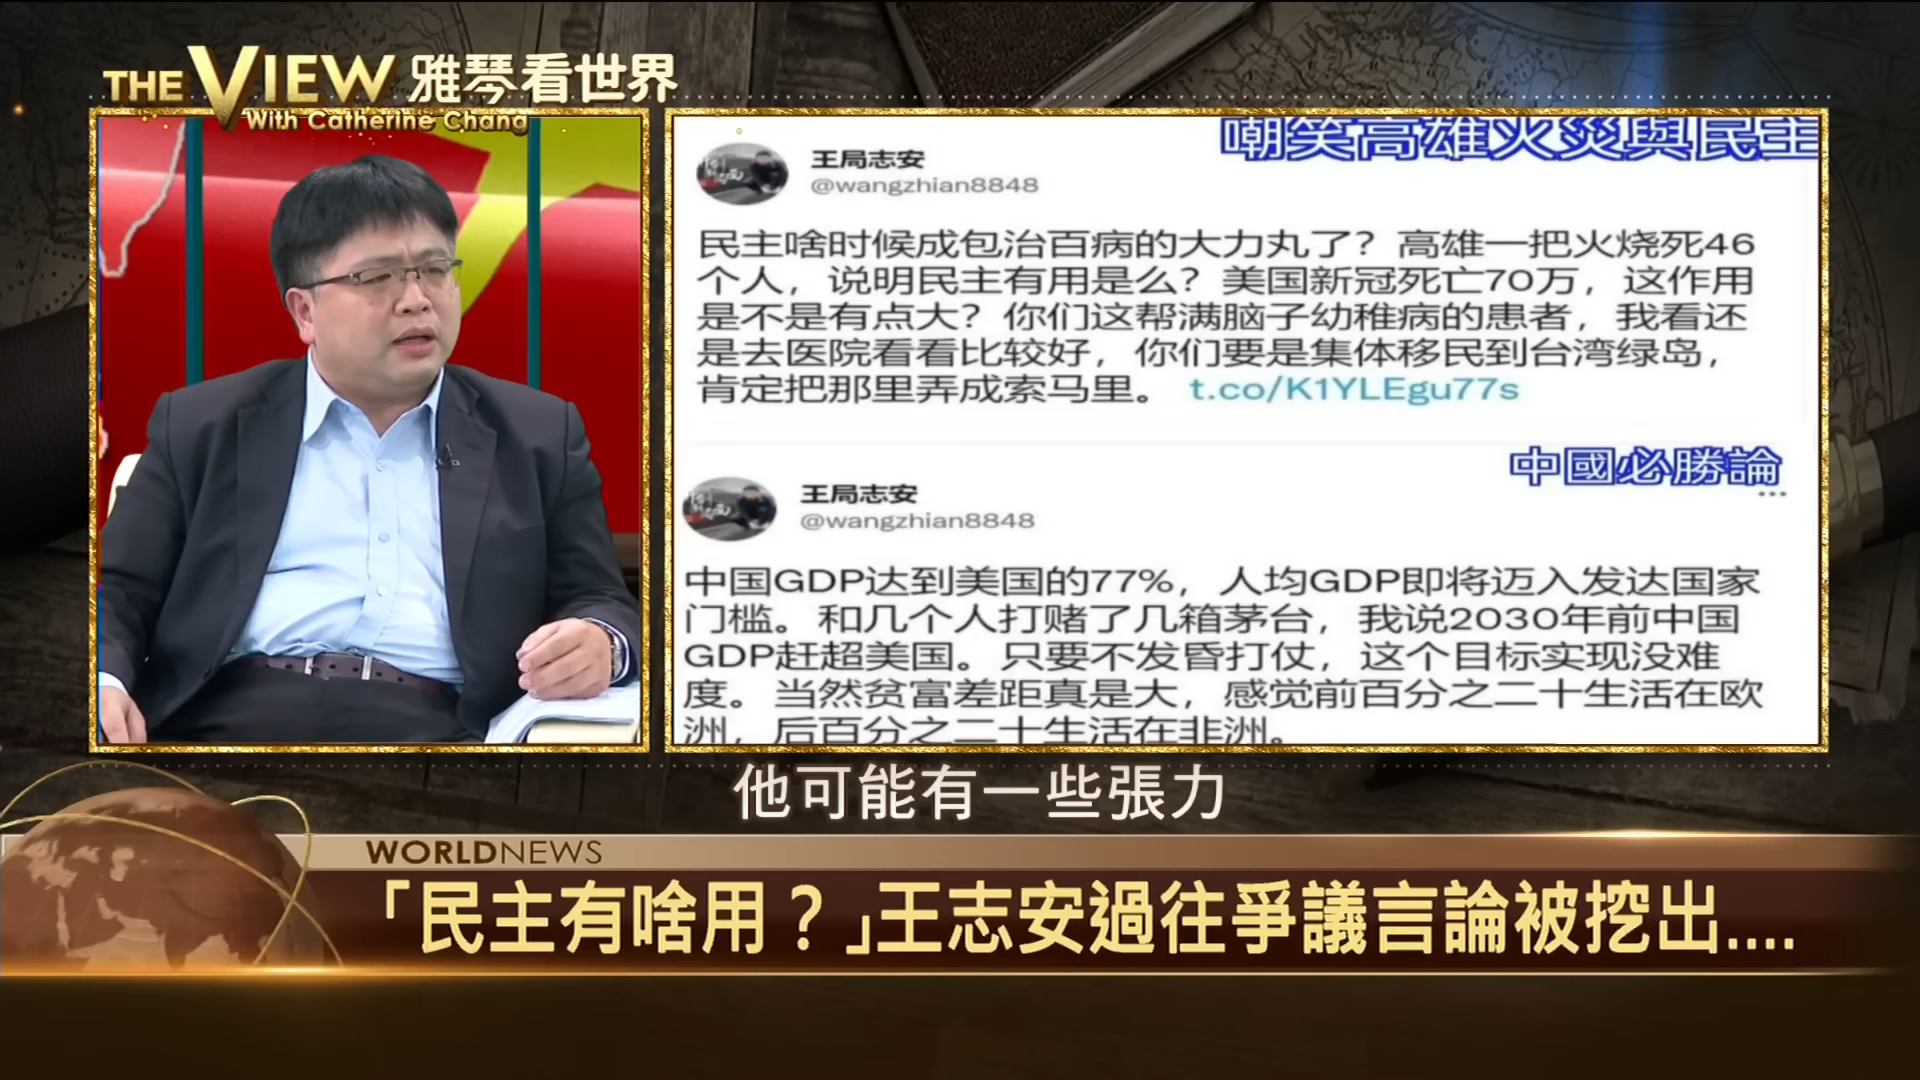 THE VIEW 雅琴看世界
With Catherine Chang
嘲笑高雄火災與民主
王局志安
@wangzhian8848
民主啥时候成包治百病的大力丸了？高雄一把火烧死46
个人，说明民主有用是么？美国新冠死亡70万，这作用
是不是有点大？你们这帮满脑子幼稚病的患者，我看还
是去医院看看比较好，你们要是集体移民到台湾绿岛，
肯定把那里弄成索马里。 t.co/K1YLEgu77s
中國必勝論
王局志安
@wangzhian8848
中国GDP达到美国的77%，人均GDP即将迈入发达国家
门槛。和几个人打赌了几箱茅台，我说2030年前中国
GDP赶超美国。只要不发昏打仗，这个目标实现没难
度。当然贫富差距真是大，感觉前百分之二十生活在欧
洲，后百分之二十生活在非洲。
他可能有一些張力
WORLDNEWS
「民主有啥用？」王志安過往爭議言論被挖出....